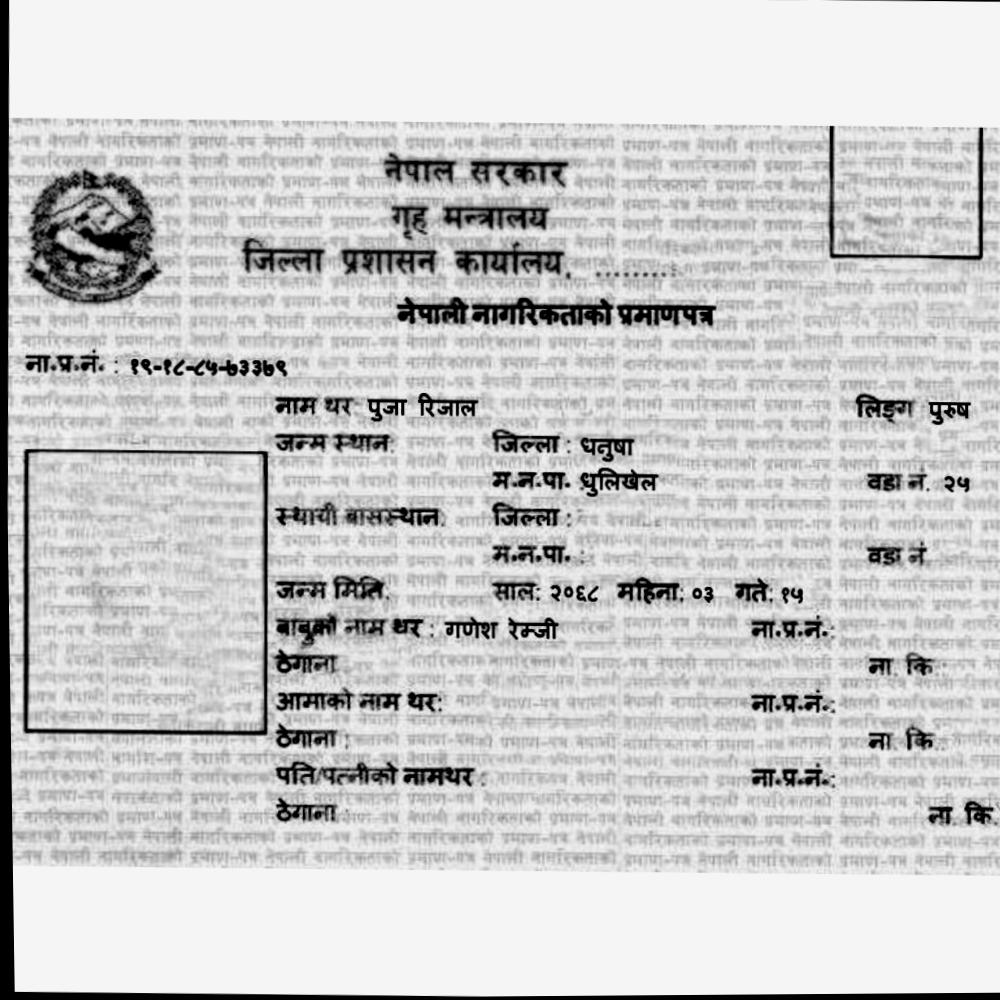 नेपाल सरकार
गृह मन्त्रालय
जिल्ला प्रशासन कार्यालय, ..........
नेपाली नागरिकताको प्रमाणपत्र
ना.प्र.नं. : १९-१८-८५-७३३७९
नाम थर पुजा रिजाल लिङ्ग पुरुष
जन्म स्थान: जिल्ला : धनुषा
म.न.पा. धुलिखेल वडा नं. २५
स्थायी बासस्थान: जिल्ला :
म.न.पा. : वडा नं
जन्म मिति: साल: २०६८ महिना: ०३ गते: १५
बाबुको नाम थर : गणेश रेम्जी ना.प्र.नं.:
ठेगाना ना. कि :
आमाको नाम थर: ना.प्र.नं.:
ठेगाना : ना. कि
पति/पत्नीको नामथर : ना.प्र.नं.:
ठेगाना ना. कि.